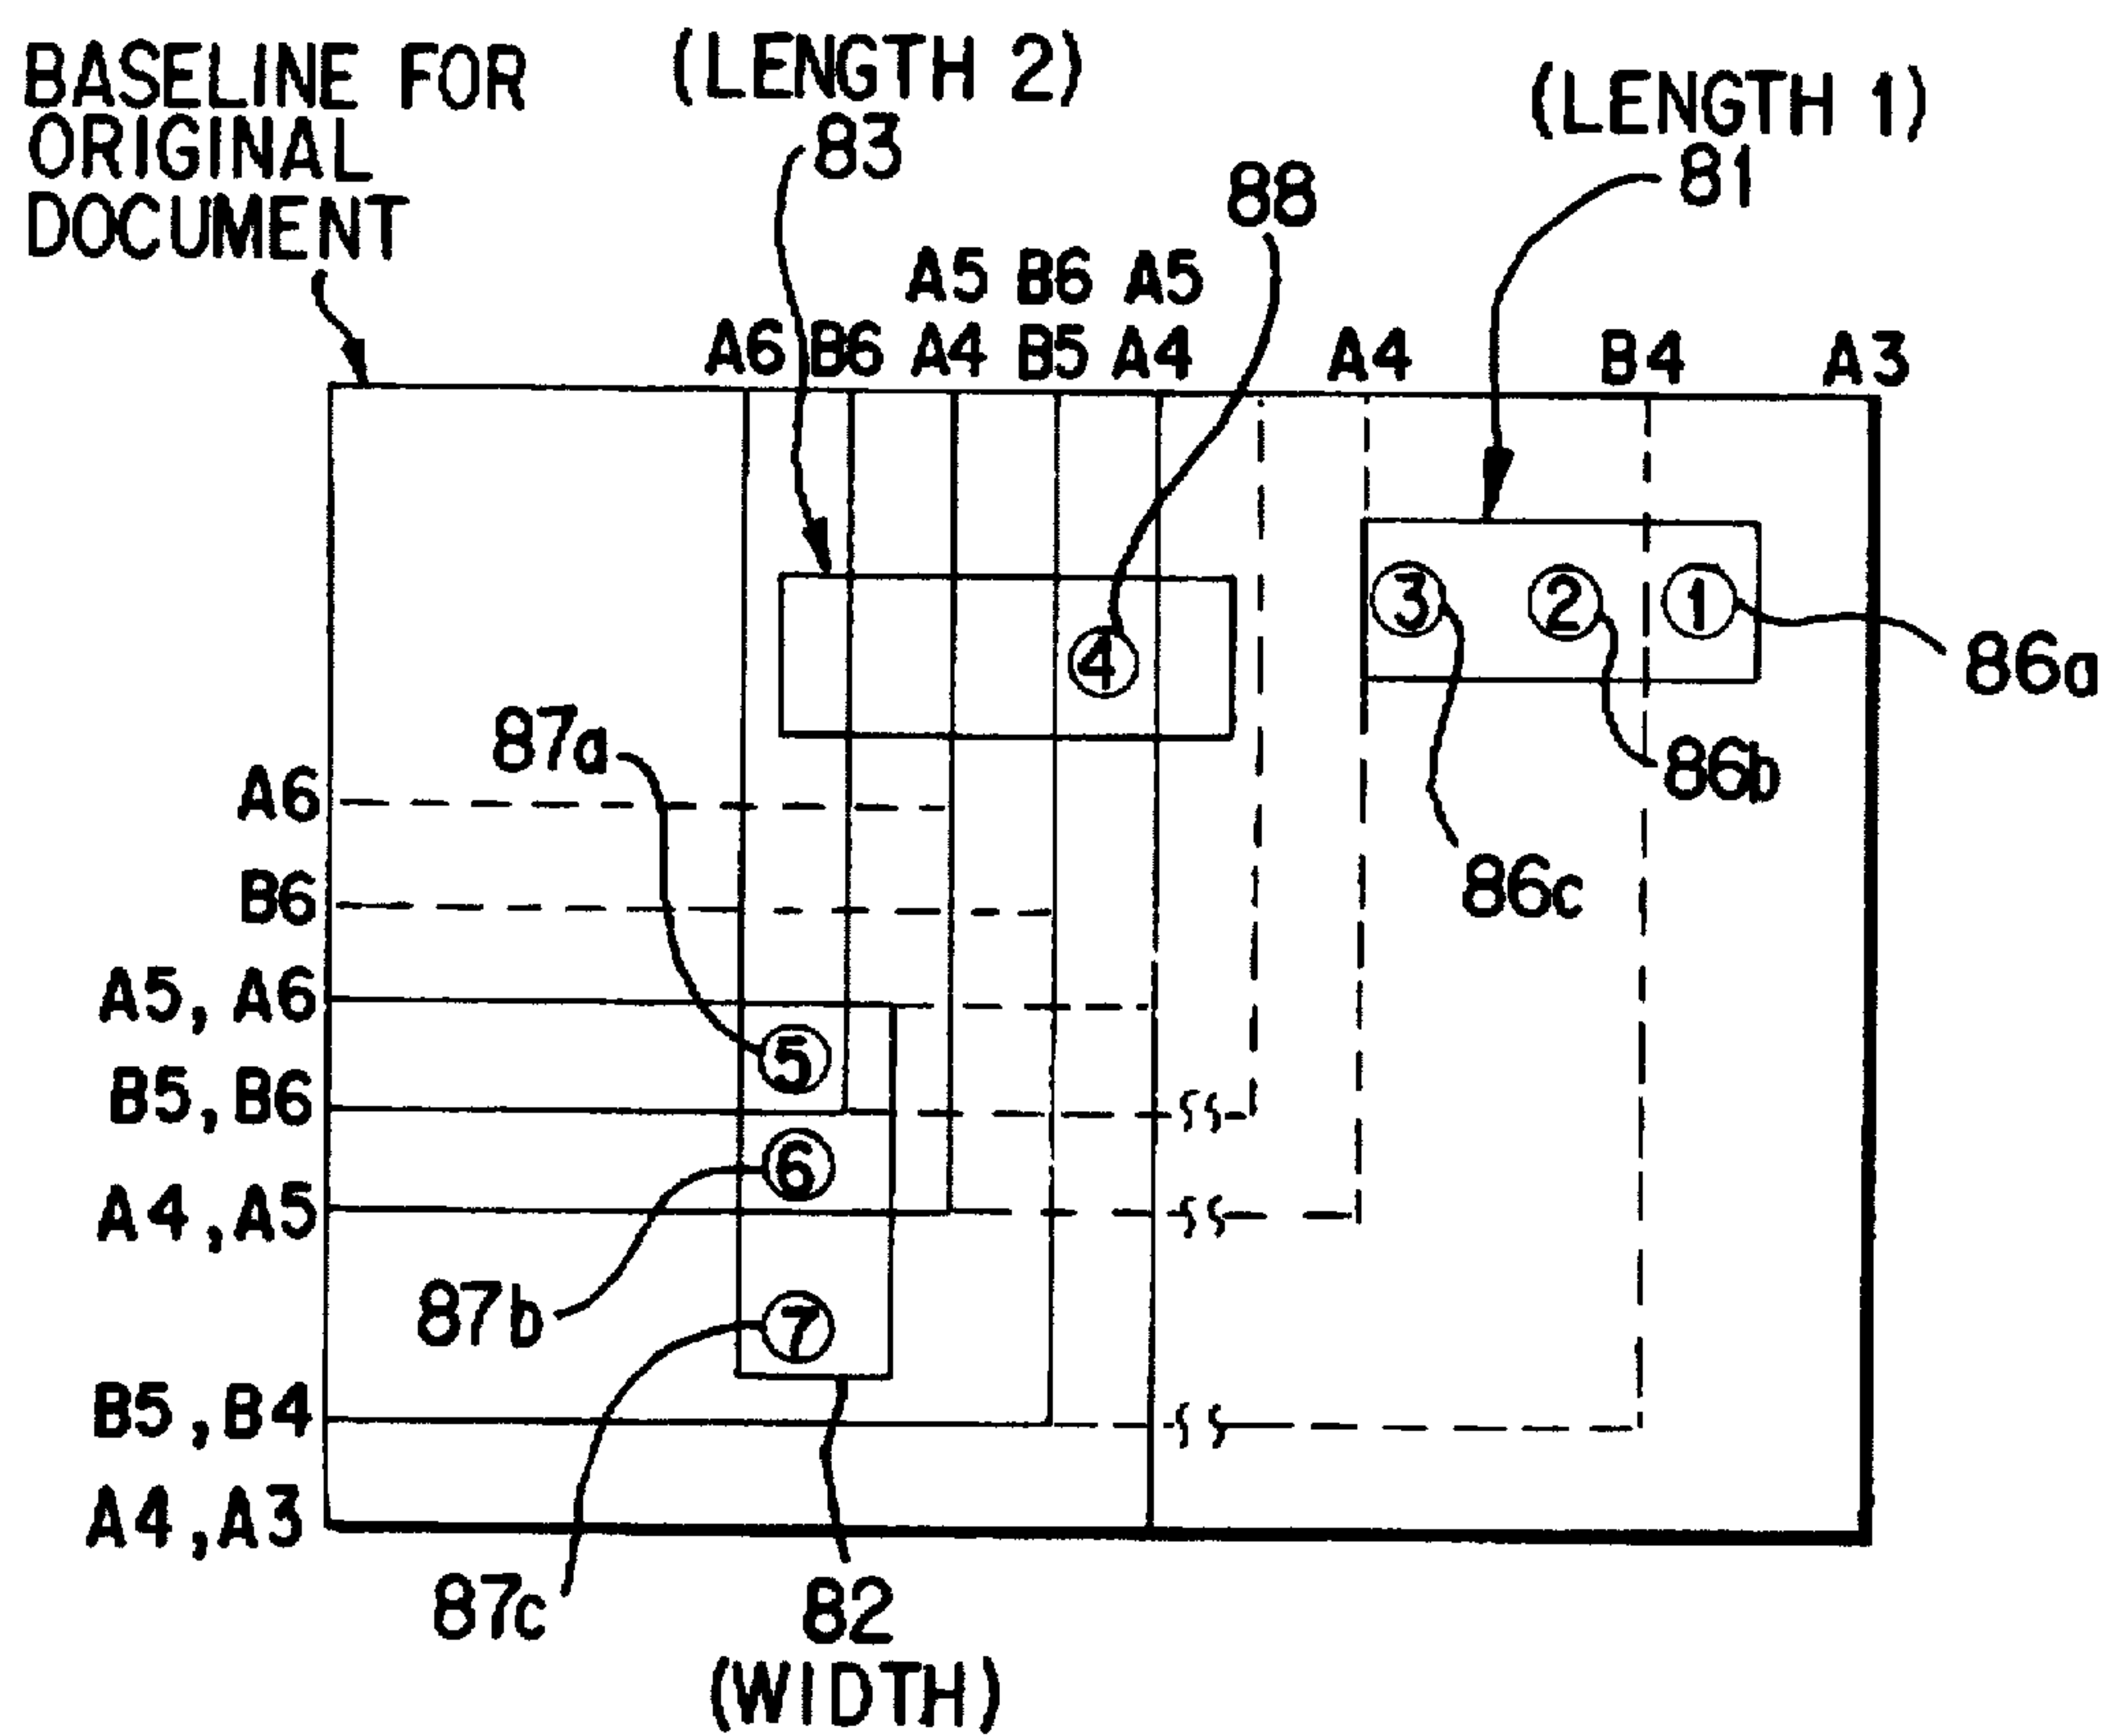 BASELINE FOR
ORIGINAL
DOCUMENT
(LENGTH 2)
83
(LENGTH 1)
81
88
A5 B6 A5
A6 B6 A4 B5 A4 A4 B4 A3
3 2 1
4
86a
87a
86b
A6
86c
B6
A5, A6
5
B5, B6
6
A4, A5
87b
7
B5, B4
A4, A3
87c
82
(WIDTH)